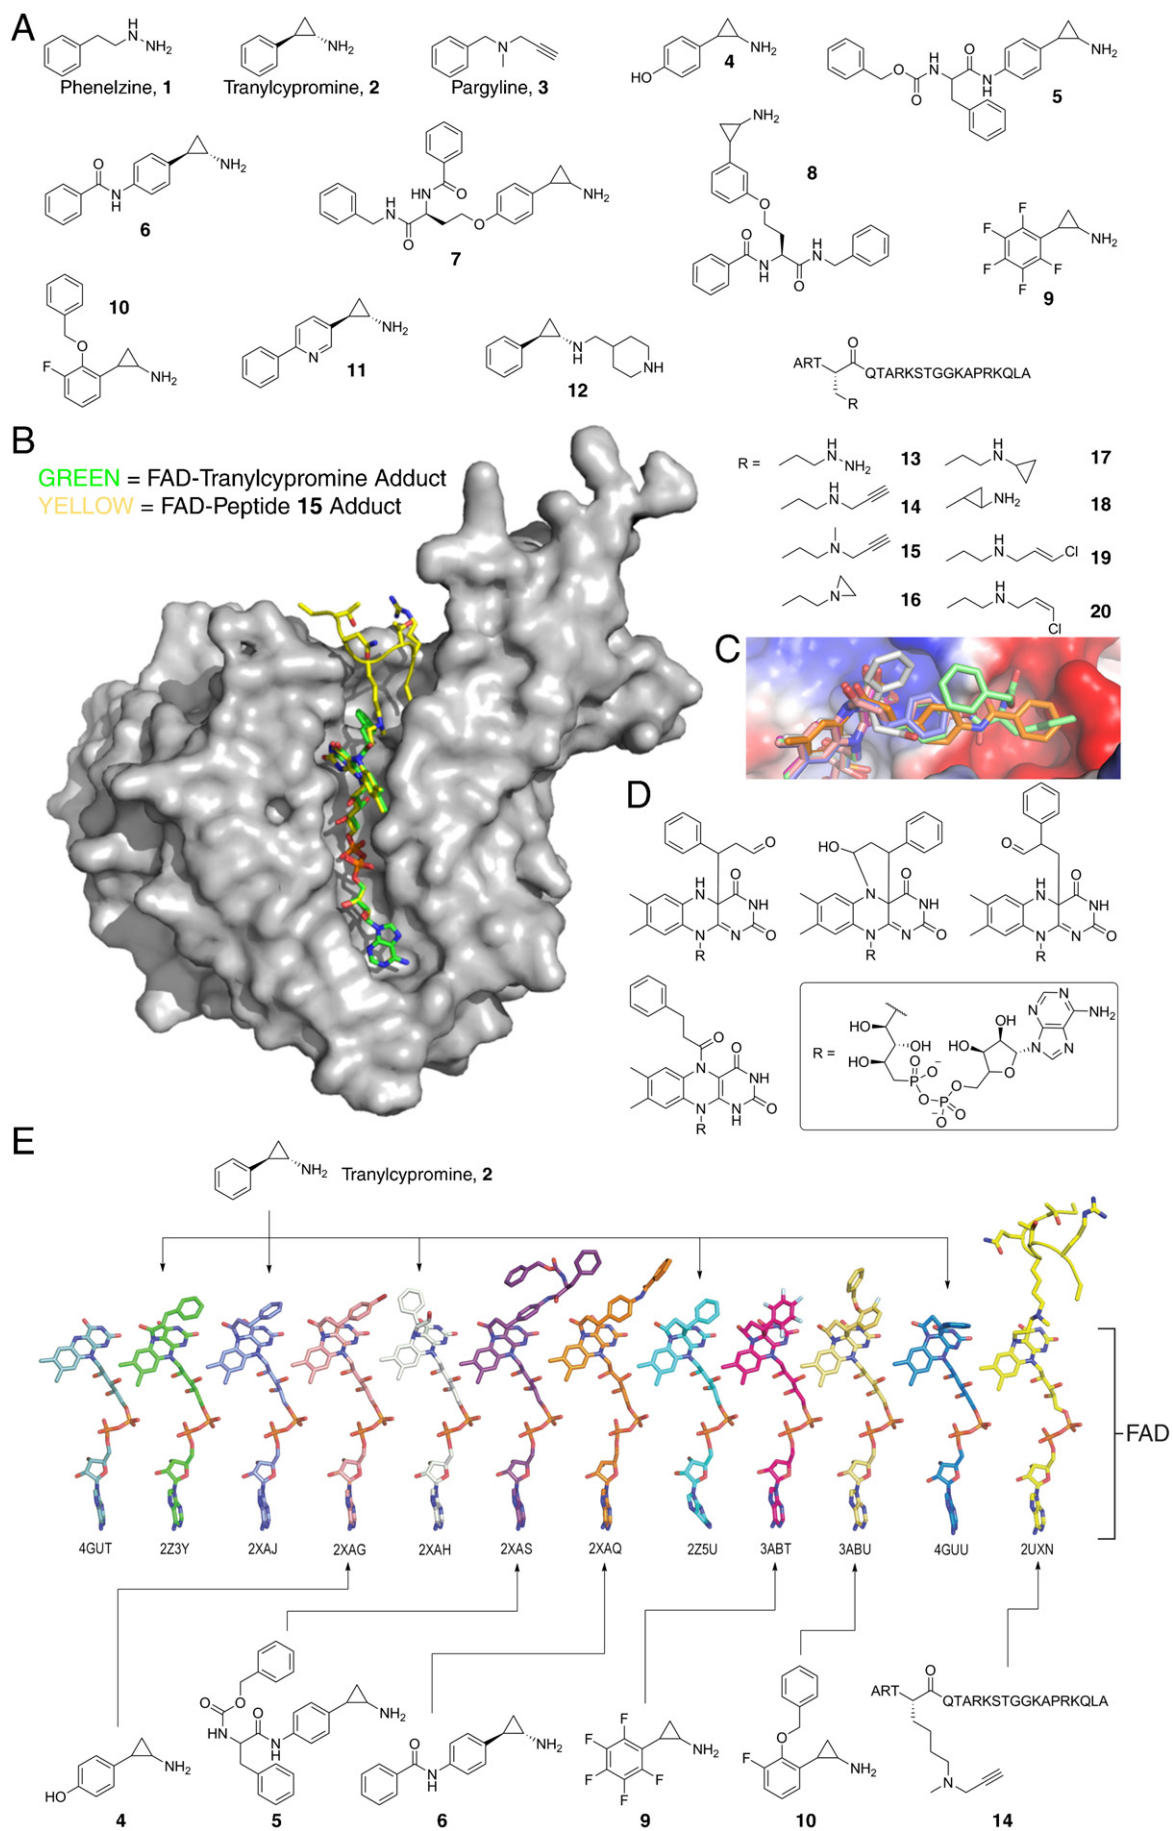 A
Phenelzine, 1
Tranylcypromine, 2
Pargyline, 3
4
5
6
7
8
9
10
11
12
ART
QTARKSTGGKAPRKQLA
R =
13
17
14
18
15
19
16
20
B
GREEN = FAD-Tranylcypromine Adduct
YELLOW = FAD-Peptide 15 Adduct
C
D
R =
E
Tranylcypromine, 2
FAD
4GUT 2Z3Y 2XAJ 2XAG 2XAH 2XAS 2XAQ 2Z5U 3ABT 3ABU 4GUU 2UXN
ART
QTARKSTGGKAPRKQLA
4 5 6 9 10 14